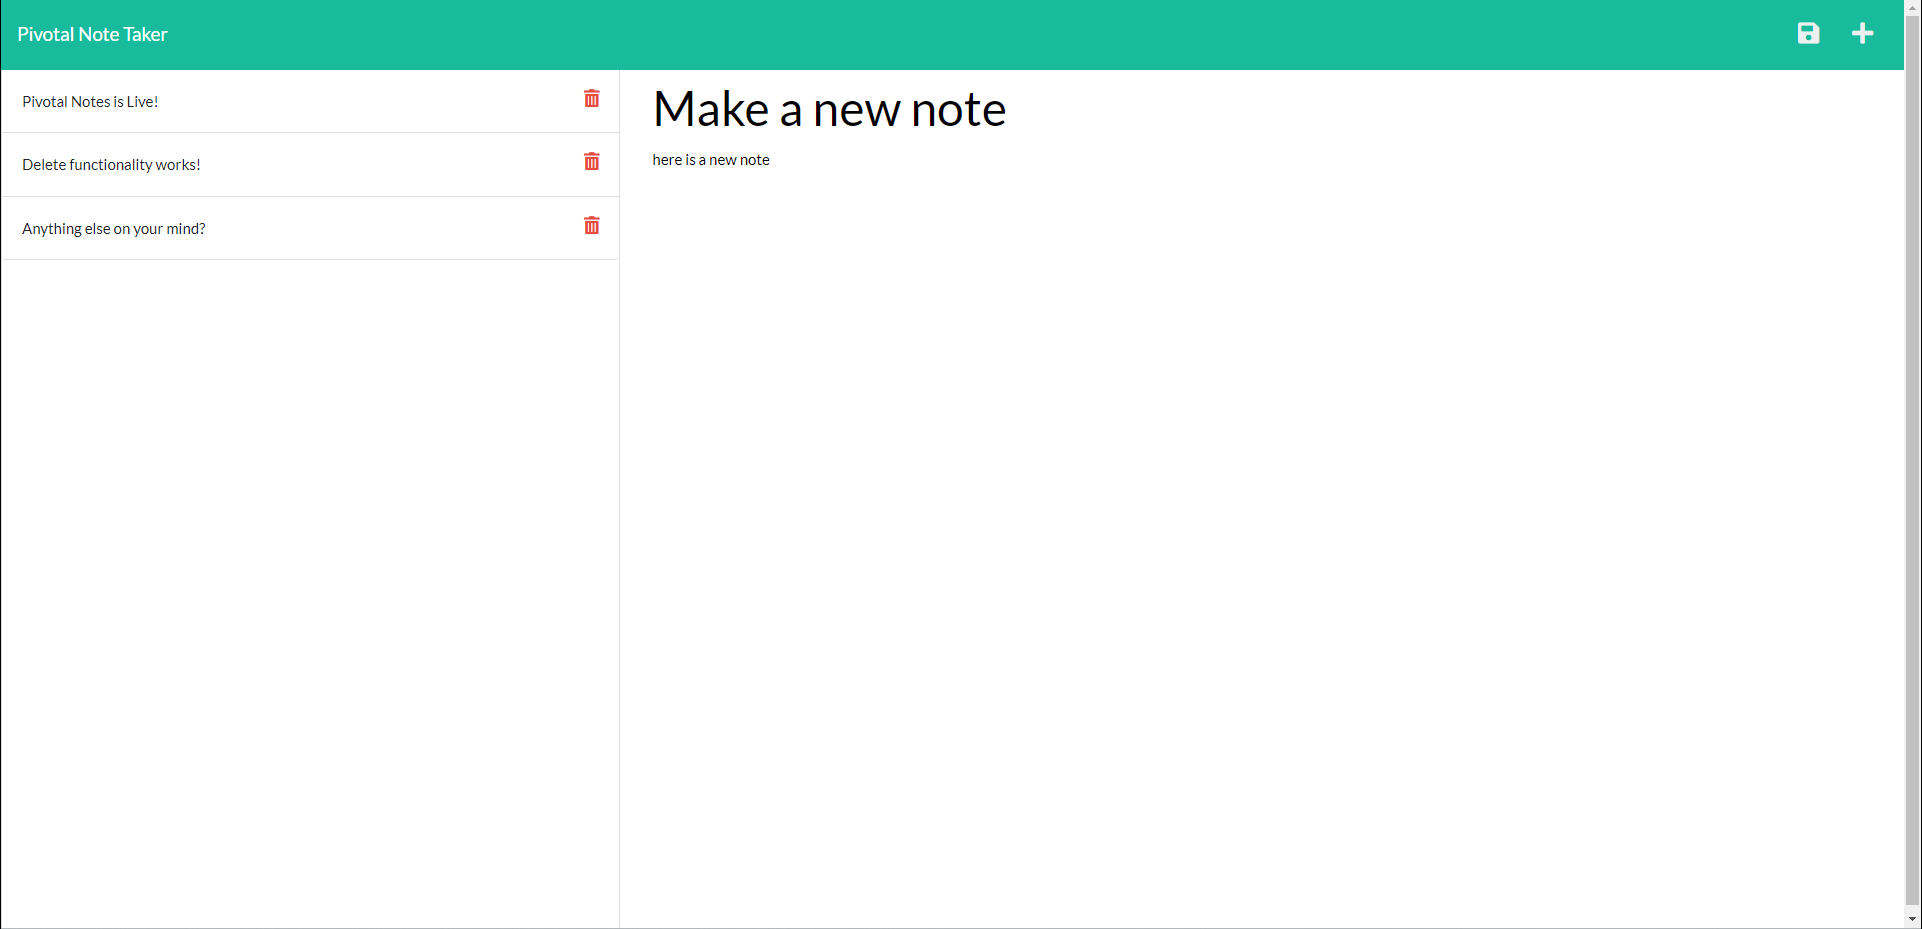 Pivotal Note Taker
Pivotal Notes is Live!
Delete functionality works!
Anything else on your mind?
Make a new note
here is a new note